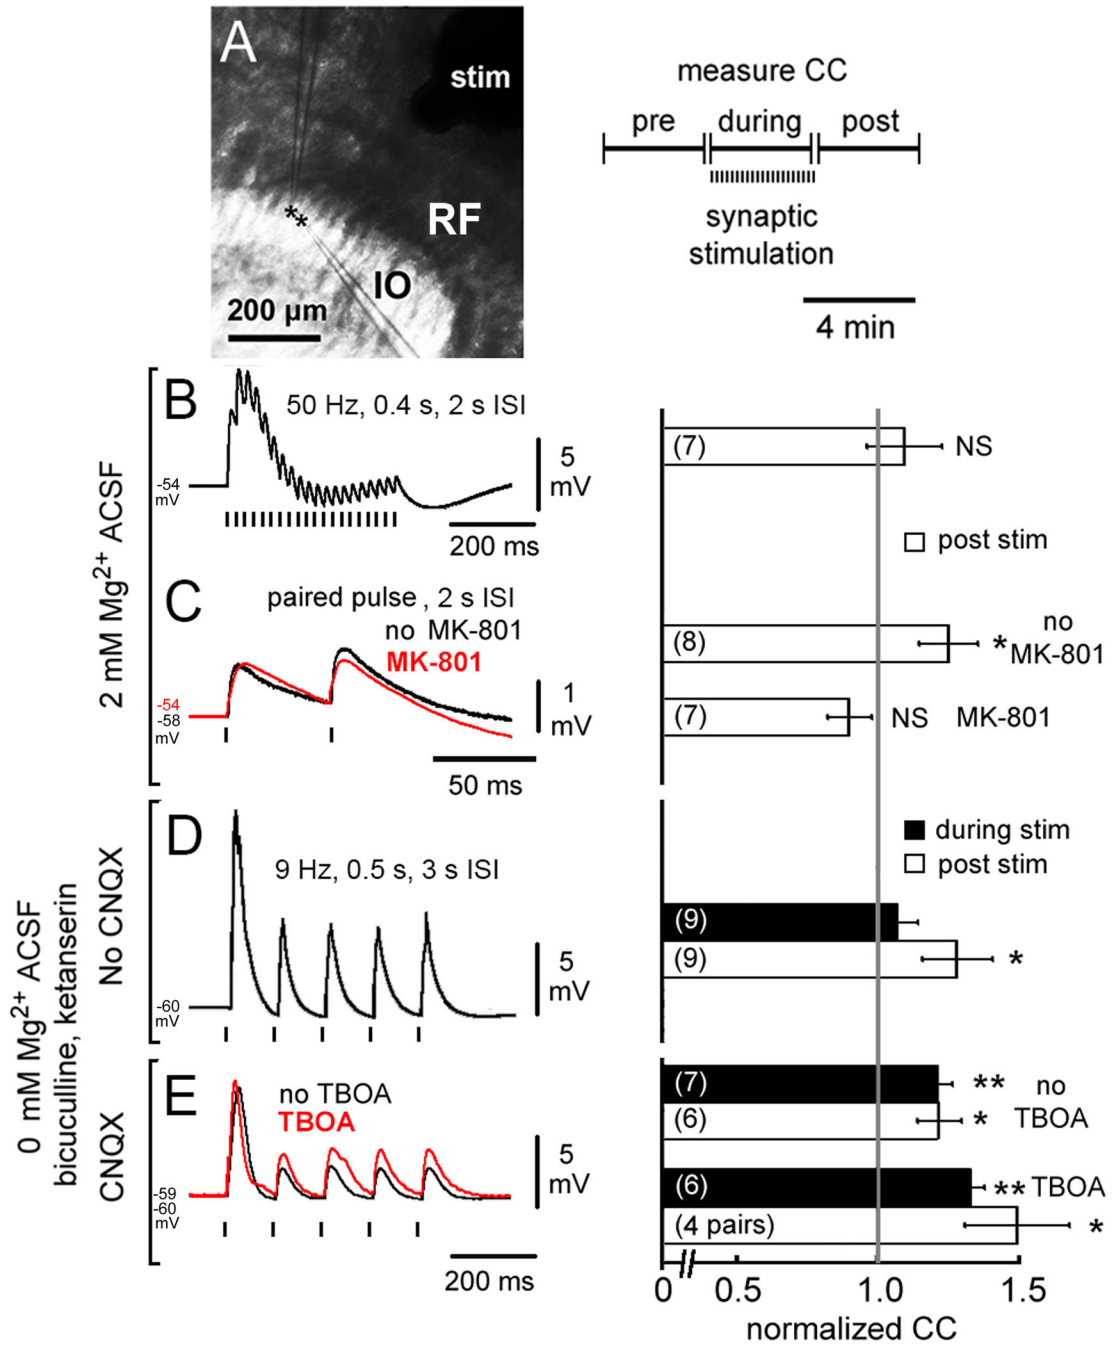 A
stim
**
RF
IO
200 µm
measure CC
pre during post
synaptic
stimulation
4 min
2 mM Mg2+ ACSF
B
50 Hz, 0.4 s, 2 s ISI
-54
mV
5
mV
200 ms
(7)
NS
post stim
C
paired pulse , 2 s ISI
no MK-801
MK-801
-54
-58
mV
1
mV
50 ms
(8)
* no
MK-801
(7)
NS MK-801
0 mM Mg2+ ACSF
bicuculline, ketanserin
No CNQX
D
9 Hz, 0.5 s, 3 s ISI
-60
mV
5
mV
during stim
post stim
(9)
(9)
*
CNQX
E
no TBOA
TBOA
-59
-60
mV
5
mV
200 ms
(7)
** no
(6)
* TBOA
(6)
** TBOA
(4 pairs)
*
0 0.5 1.0 1.5
normalized CC